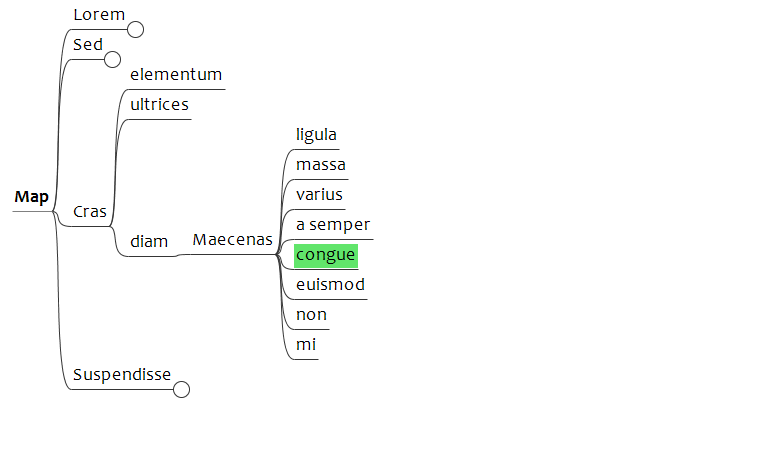 Lorem
Sed
elementum
ultrices
ligula
massa
varius
Map
Cras
a semper
diam
Maecenas
congue
euismod
non
mi
Suspendisse